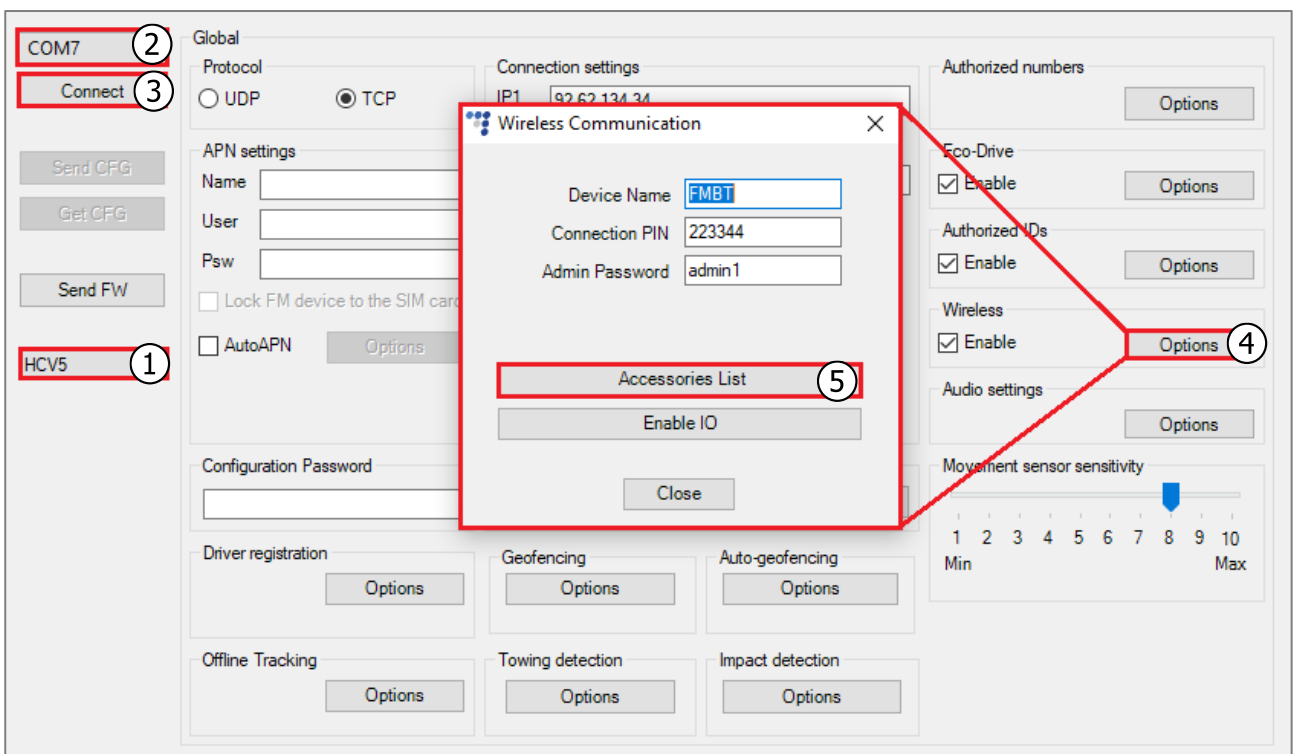 COM7
2
Connect
3
Send CFG
Get CFG
Send FW
HCV5
1
Global
Protocol
UDP
TCP
Connection settings
IP1
92.62.134.34
APN settings
Name
User
Psw
Lock FM device to the SIM card
AutoAPN
Options
Configuration Password
Driver registration
Options
Geofencing
Options
Auto-geofencing
Options
Offline Tracking
Options
Towing detection
Options
Impact detection
Options
Wireless Communication
Device Name
FMBT
Connection PIN
223344
Admin Password
admin1
Accessories List
5
Enable IO
Close
Authorized numbers
Options
Eco-Drive
Enable
Options
Authorized IDs
Enable
Options
Wireless
Enable
Options
4
Audio settings
Options
Movement sensor sensitivity
1 2 3 4 5 6 7 8 9 10
Min
Max